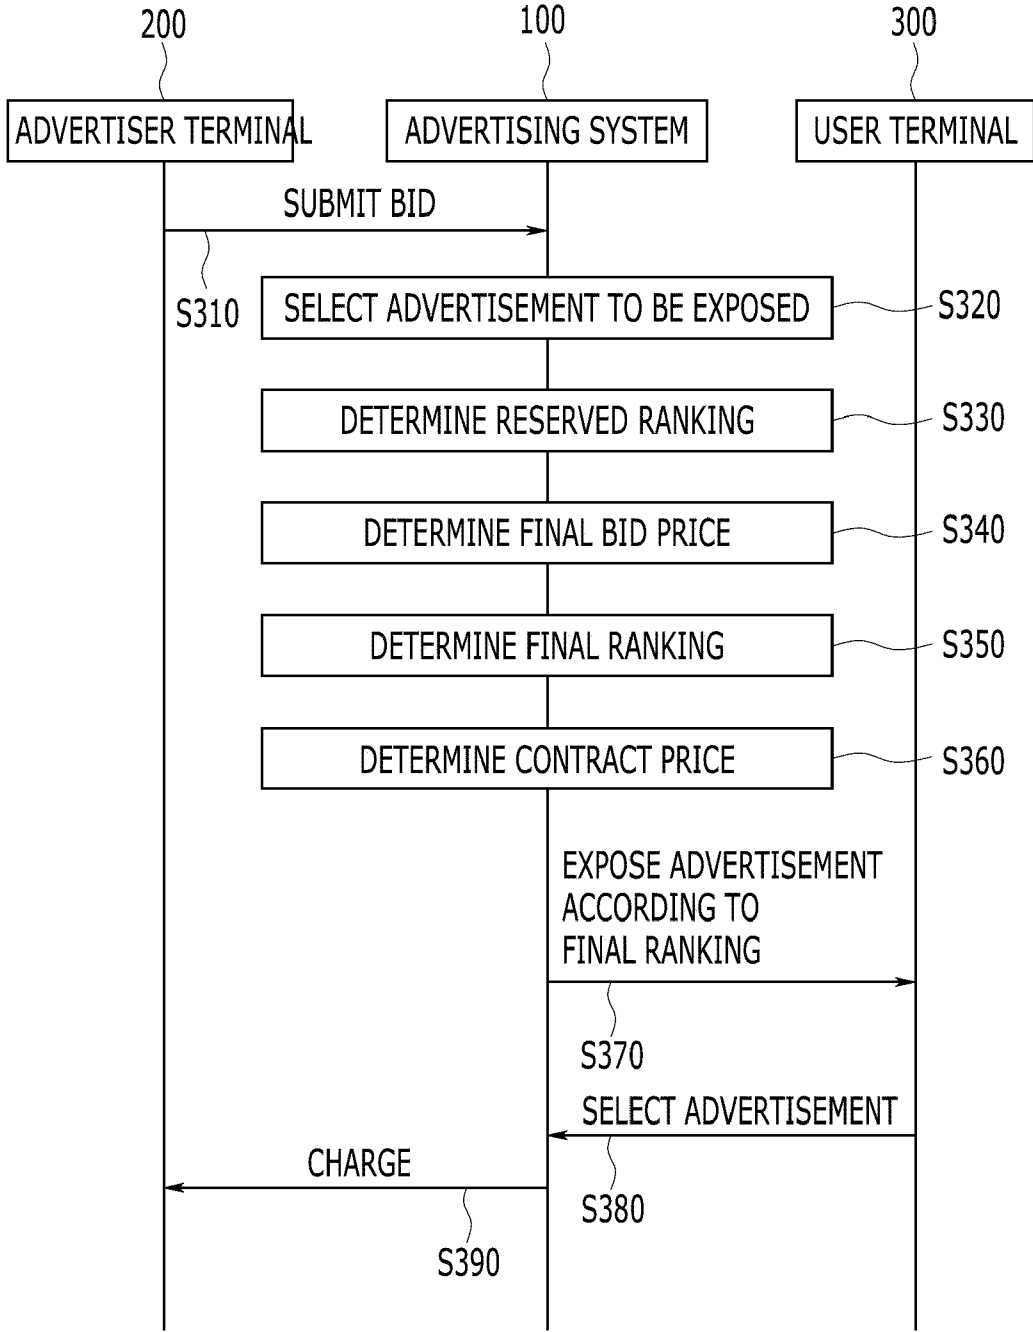 200
100
300
ADVERTISER TERMINAL
ADVERTISING SYSTEM
USER TERMINAL
SUBMIT BID
S310
SELECT ADVERTISEMENT TO BE EXPOSED
S320
DETERMINE RESERVED RANKING
S330
DETERMINE FINAL BID PRICE
S340
DETERMINE FINAL RANKING
S350
DETERMINE CONTRACT PRICE
S360
EXPOSE ADVERTISEMENT
ACCORDING TO
FINAL RANKING
S370
SELECT ADVERTISEMENT
S380
CHARGE
S390